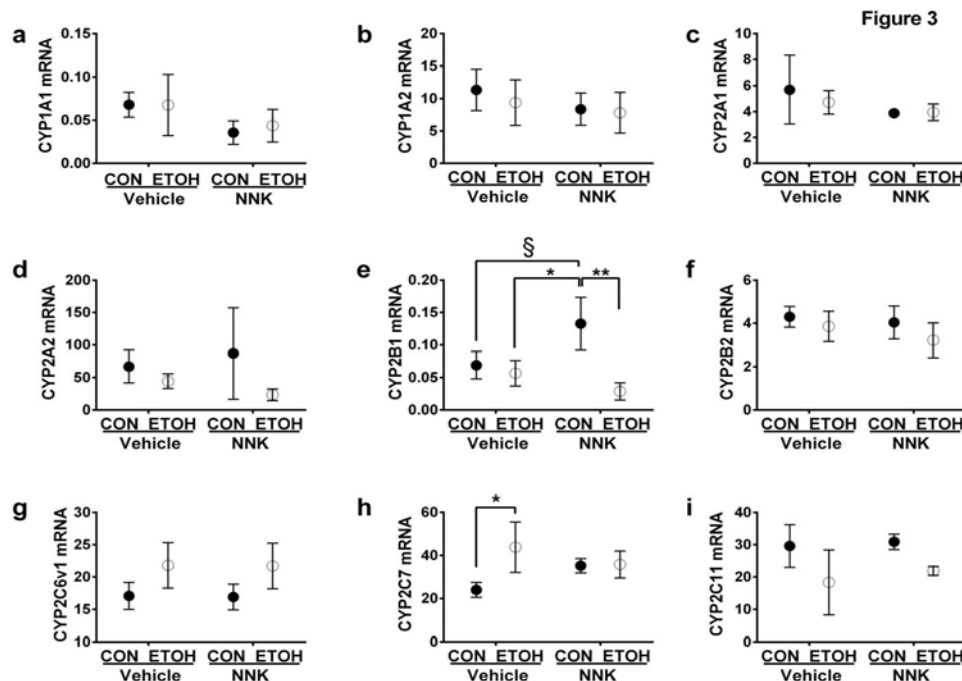 Figure 3
a
CYP1A1 mRNA
0.15
0.10
0.05
0.00
CON ETOH CON ETOH
Vehicle NNK
b
CYP1A2 mRNA
20
15
10
5
0
CON ETOH CON ETOH
Vehicle NNK
c
CYP2A1 mRNA
10
8
6
4
2
0
CON ETOH CON ETOH
Vehicle NNK
d
CYP2A2 mRNA
200
150
100
50
0
CON ETOH CON ETOH
Vehicle NNK
e
CYP2B1 mRNA
0.20
0.15
0.10
0.05
0.00
§
* **
CON ETOH CON ETOH
Vehicle NNK
f
CYP2B2 mRNA
6
4
2
0
CON ETOH CON ETOH
Vehicle NNK
g
CYP2C6v1 mRNA
30
25
20
15
10
CON ETOH CON ETOH
Vehicle NNK
h
CYP2C7 mRNA
60
40
20
0
*
CON ETOH CON ETOH
Vehicle NNK
i
CYP2C11 mRNA
40
30
20
10
0
CON ETOH CON ETOH
Vehicle NNK